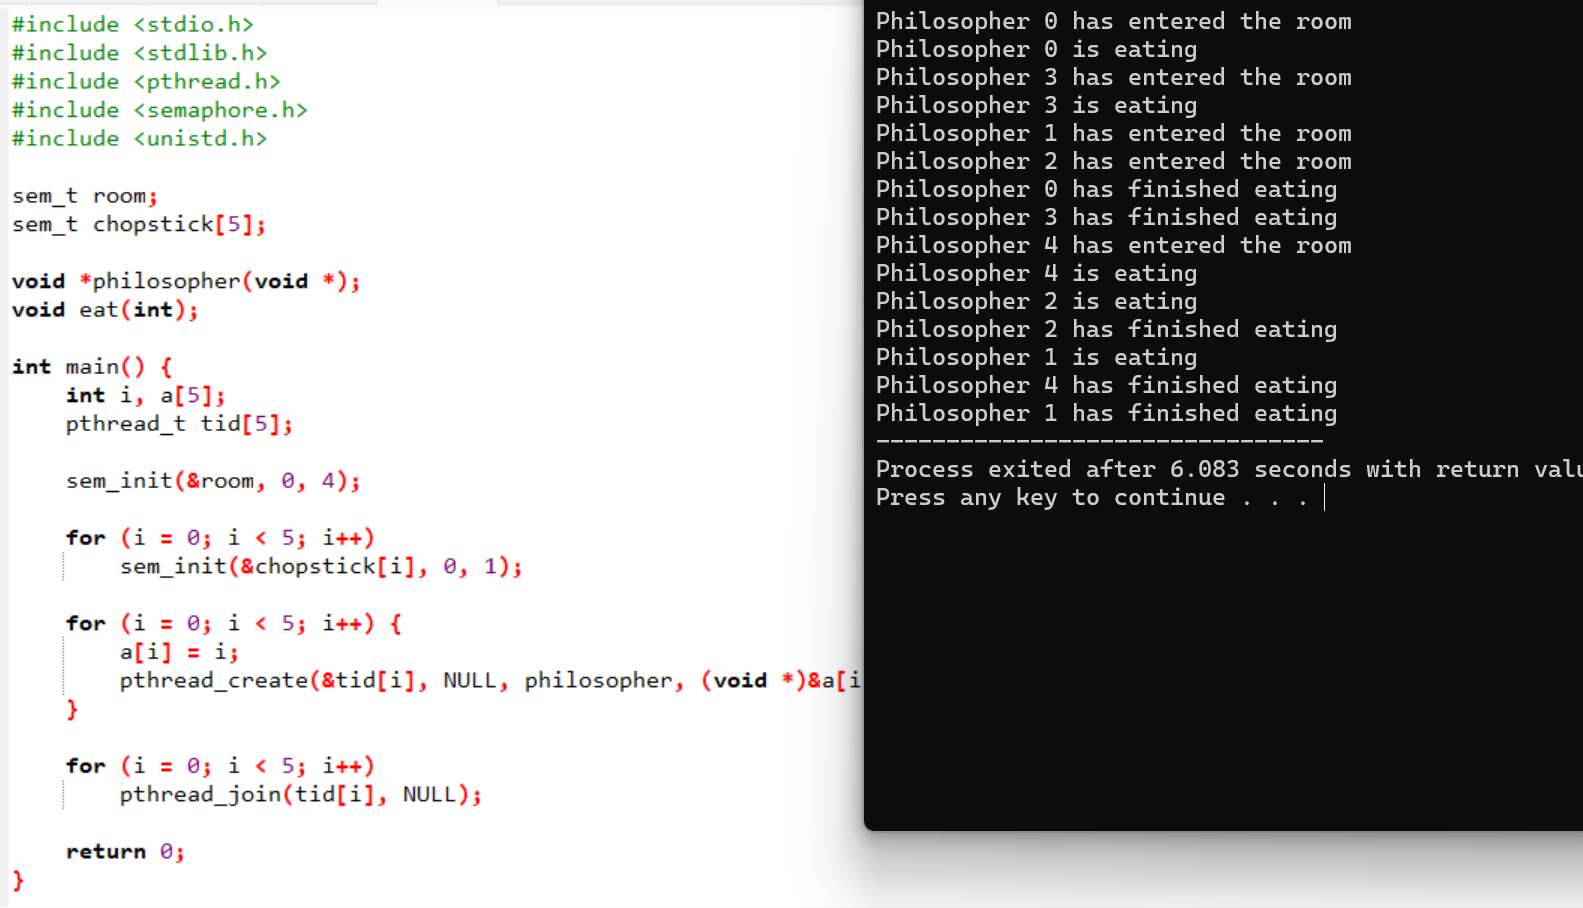 #include <stdio.h>
#include <stdlib.h>
#include <pthread.h>
#include <semaphore.h>
#include <unistd.h>
sem_t room;
sem_t chopstick[5];
void *philosopher(void *);
void eat(int);
int main() {
int i, a[5];
pthread_t tid[5];
sem_init(&room, 0, 4);
for (i = 0; i < 5; i++)
sem_init(&chopstick[i], 0, 1);
for (i = 0; i < 5; i++) {
a[i] = i;
pthread_create(&tid[i], NULL, philosopher, (void *)&a[i
}
for (i = 0; i < 5; i++)
pthread_join(tid[i], NULL);
return 0;
}
Philosopher 0 has entered the room
Philosopher 0 is eating
Philosopher 3 has entered the room
Philosopher 3 is eating
Philosopher 1 has entered the room
Philosopher 2 has entered the room
Philosopher 0 has finished eating
Philosopher 3 has finished eating
Philosopher 4 has entered the room
Philosopher 4 is eating
Philosopher 2 is eating
Philosopher 2 has finished eating
Philosopher 1 is eating
Philosopher 4 has finished eating
Philosopher 1 has finished eating
--------------------------------
Process exited after 6.083 seconds with return valu
Press any key to continue . . .